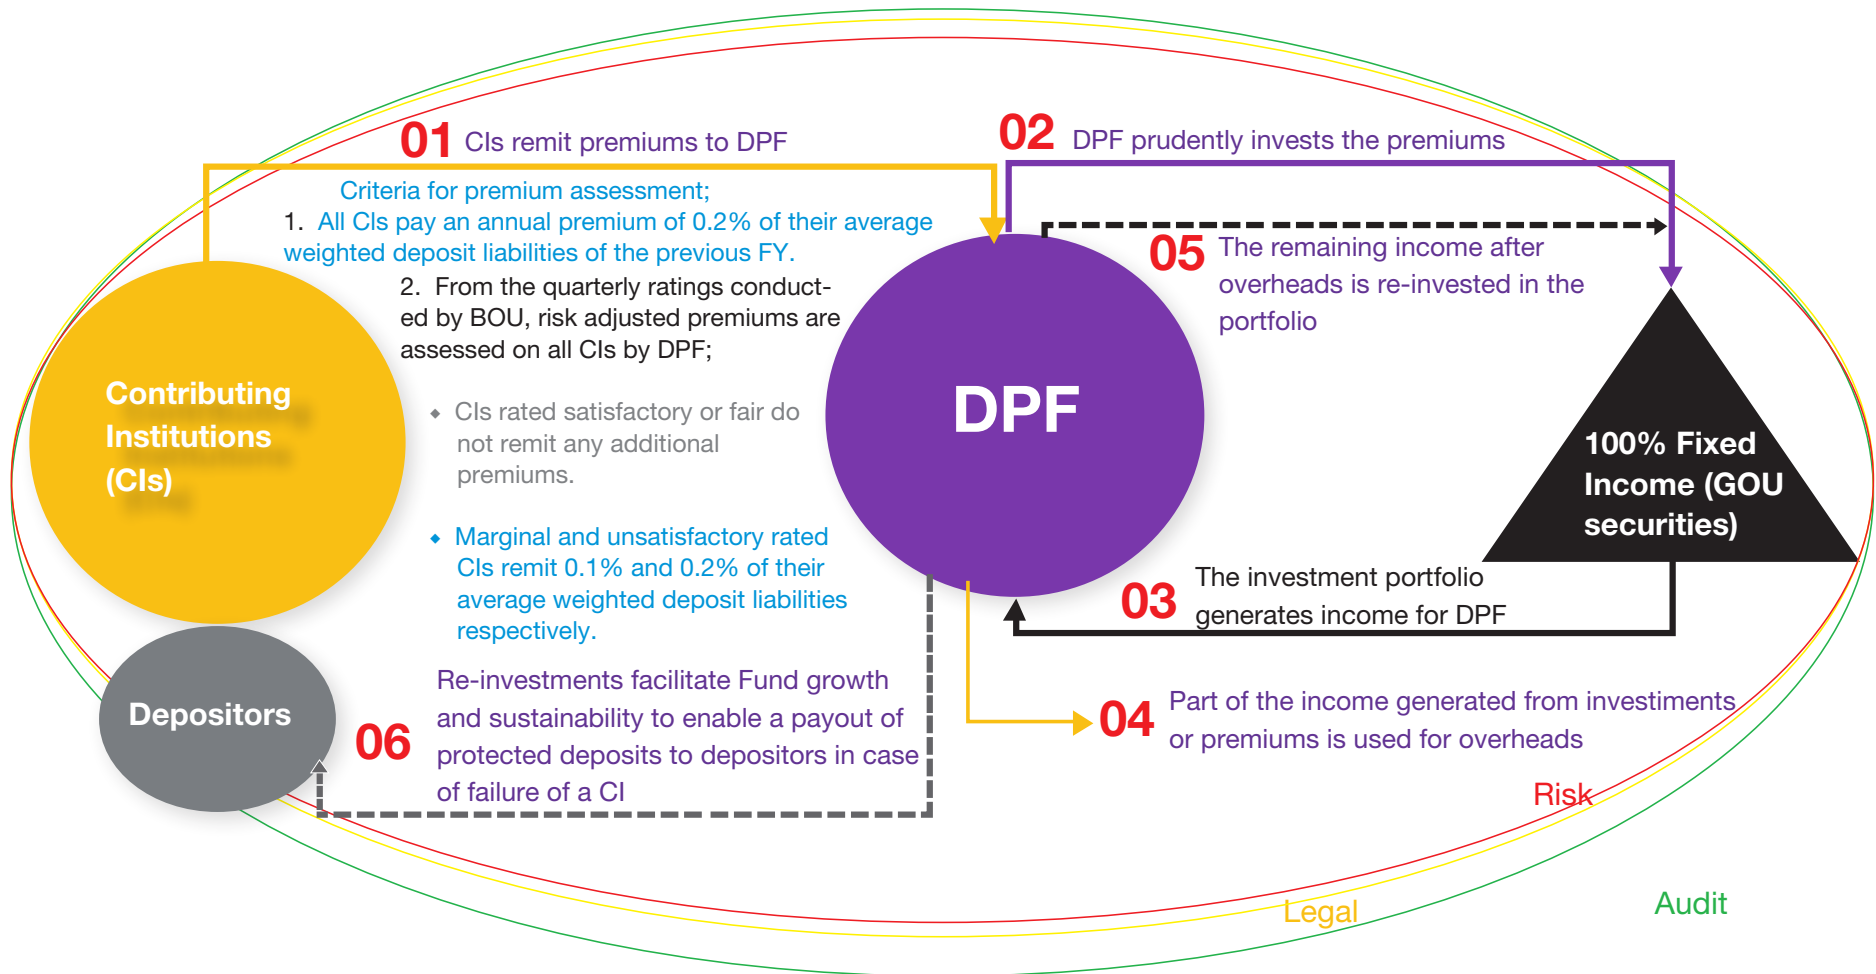 01 CIs remit premiums to DPF
Criteria for premium assessment;
1. All CIs pay an annual premium of 0.2% of their average
weighted deposit liabilities of the previous FY.
2. From the quarterly ratings conduct-
ed by BOU, risk adjusted premiums are
assessed on all CIs by DPF;
◆ CIs rated satisfactory or fair do
not remit any additional
premiums.
◆ Marginal and unsatisfactory rated
CIs remit 0.1% and 0.2% of their
average weighted deposit liabilities
respectively.
02 DPF prudently invests the premiums
05 The remaining income after
overheads is re-invested in the
portfolio
Contributing
Institutions
(CIs)
DPF
100% Fixed
Income (GOU
securities)
03 The investment portfolio
generates income for DPF
Depositors
06 Re-investments facilitate Fund growth
and sustainability to enable a payout of
protected deposits to depositors in case
of failure of a CI
04 Part of the income generated from investiments
or premiums is used for overheads
Risk
Legal
Audit